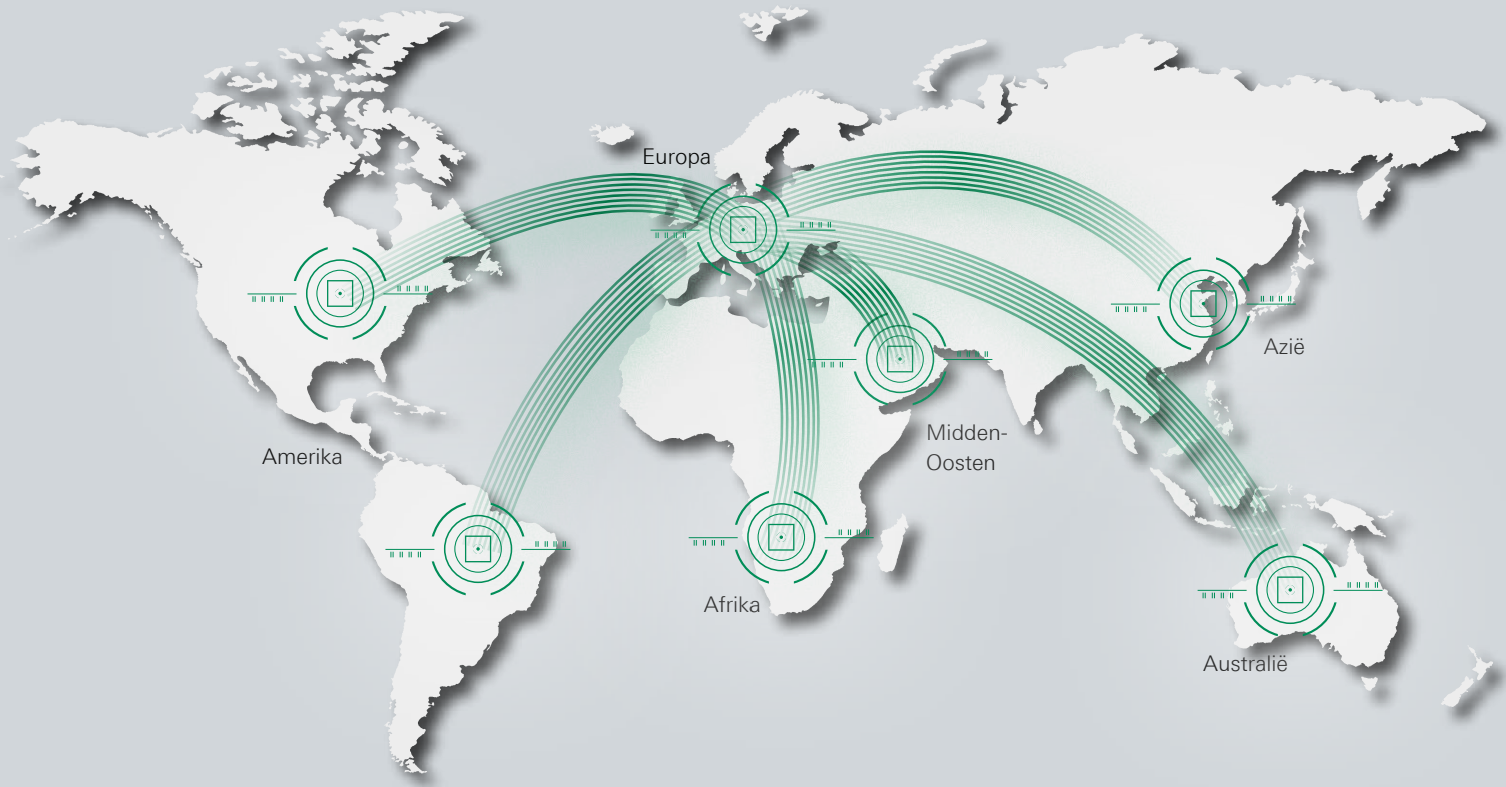 Europa
Azië
Midden-
Oosten
Amerika
Afrika
Australië